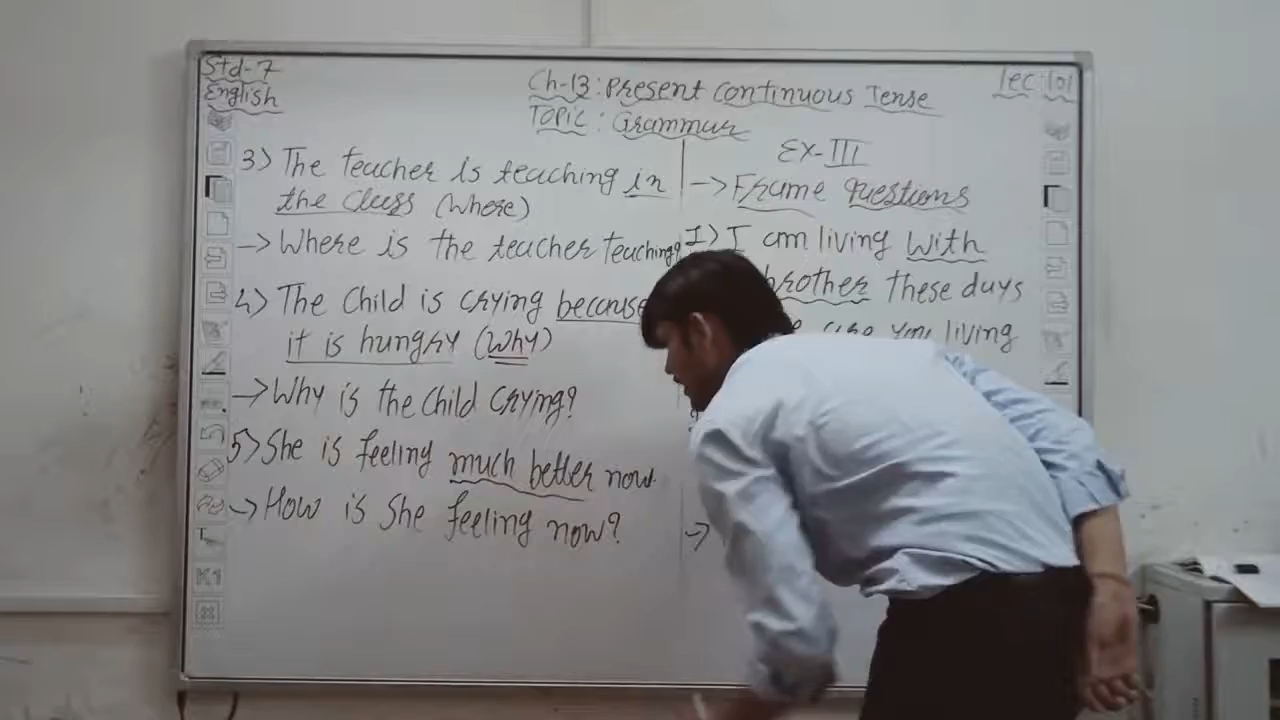 Std-7
English
Ch-13: Present Continuous Tense
TOPIC: Grammar
Lec:101
3) The teacher is teaching in
the Class (Where)
-> Where is the teacher teaching?
4) The Child is crying because
it is hungry (Why)
-> Why is the Child Crying?
5) She is feeling much better now.
-> How is She feeling now?
EX-III
-> Frame questions
1) I am living with
brother These days
are you living
->